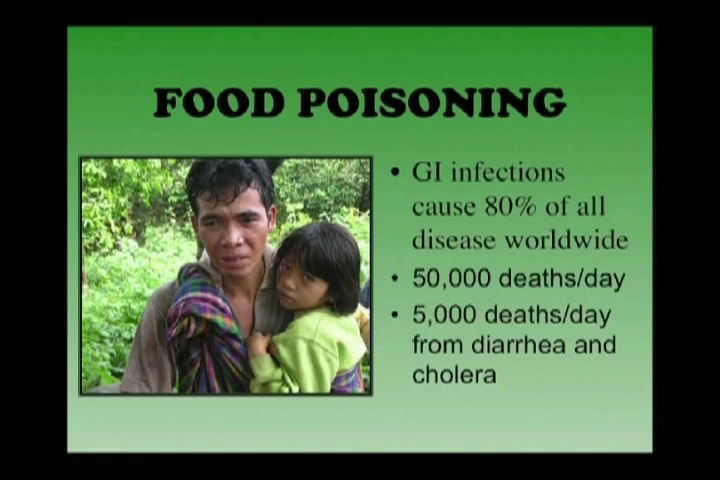 FOOD POISONING
• GI infections
cause 80% of all
disease worldwide
• 50,000 deaths/day
• 5,000 deaths/day
from diarrhea and
cholera